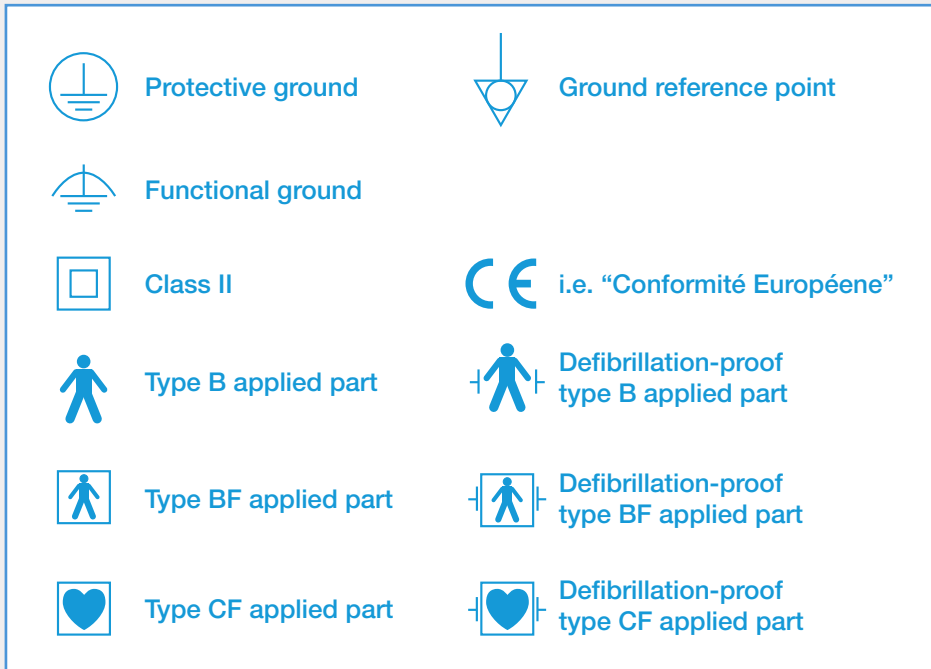 Protective ground
Ground reference point
Functional ground
Class II
CE
i.e. “Conformité Européene”
Type B applied part
Defibrillation-proof
type B applied part
Type BF applied part
Defibrillation-proof
type BF applied part
Type CF applied part
Defibrillation-proof
type CF applied part